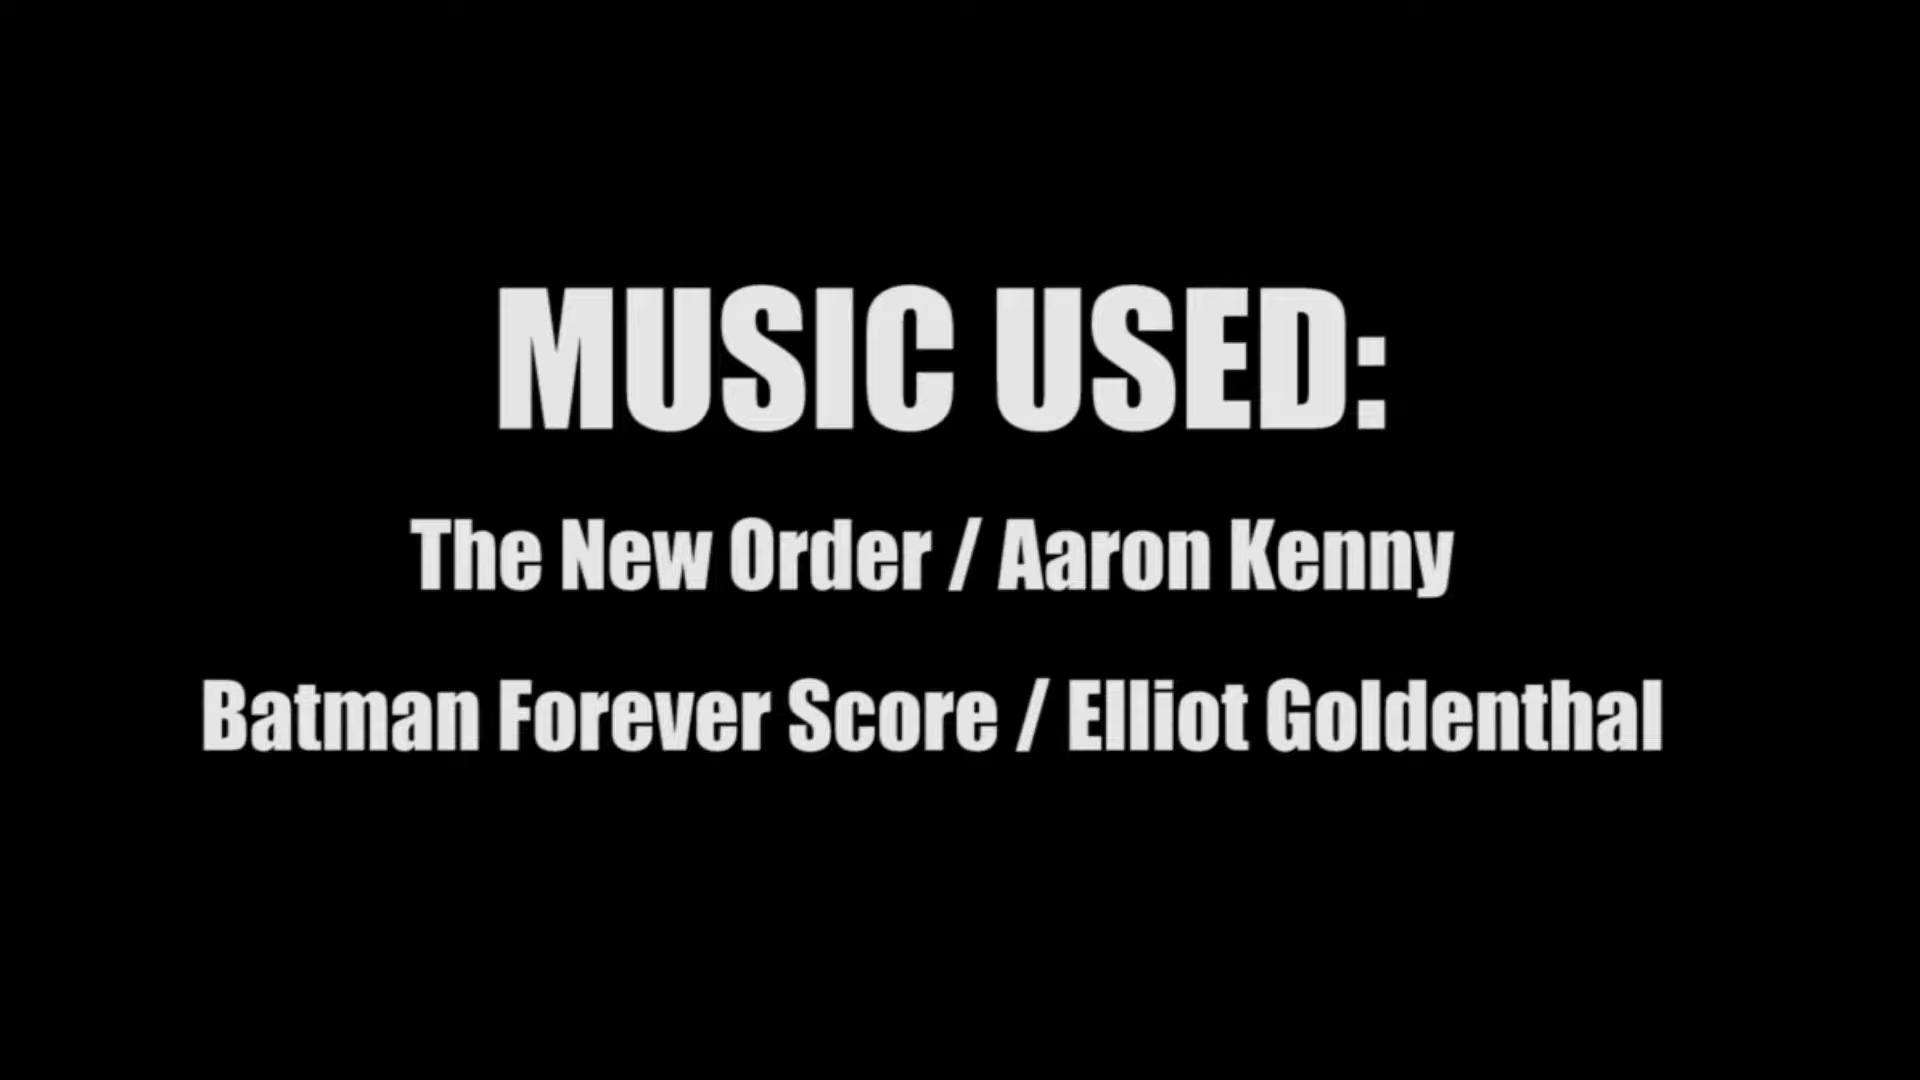 MUSIC USED:
The New Order / Aaron Kenny
Batman Forever Score / Elliot Goldenthal